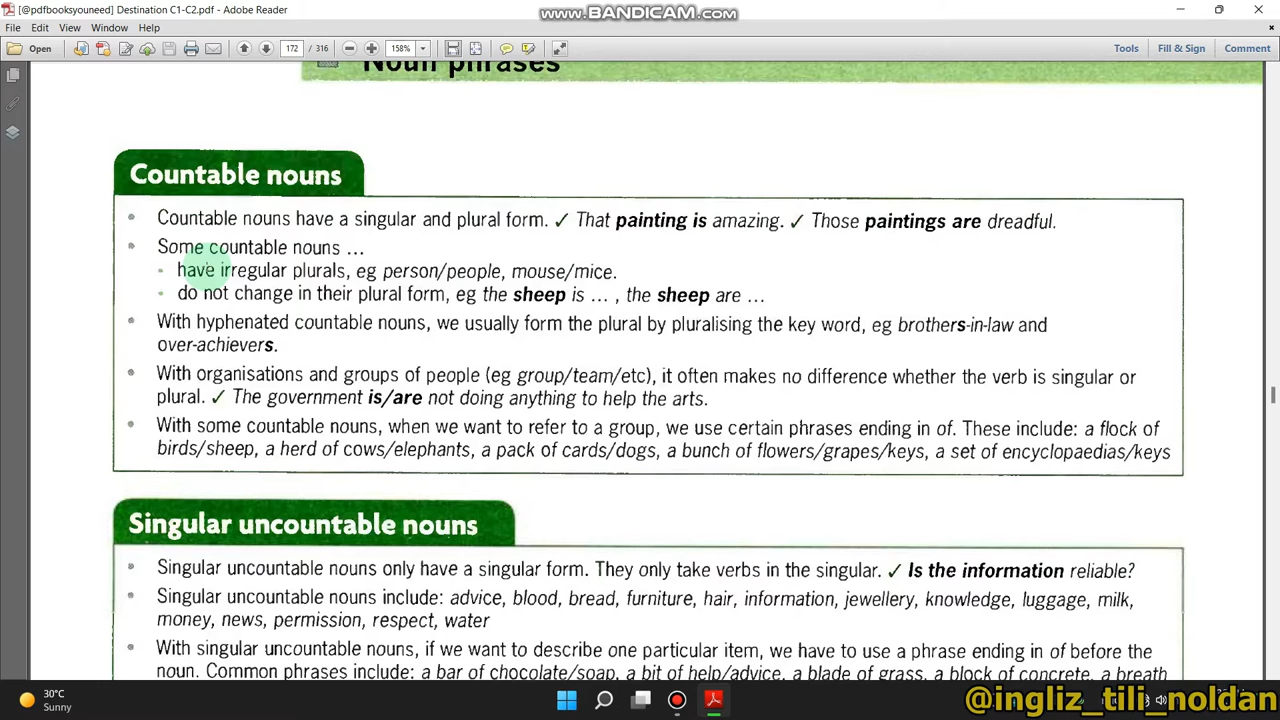 [@pdfbooksyouneed] Destination C1-C2.pdf - Adobe Reader
www.BANDICAM.com
File Edit View Window Help
Open 172 / 316 158% Tools Fill & Sign Comment
Noun phrases
Countable nouns
• Countable nouns have a singular and plural form. ✓ That painting is amazing. ✓ Those paintings are dreadful.
• Some countable nouns …
• have irregular plurals, eg person/people, mouse/mice.
• do not change in their plural form, eg the sheep is … , the sheep are …
• With hyphenated countable nouns, we usually form the plural by pluralising the key word, eg brothers-in-law and
over-achievers.
• With organisations and groups of people (eg group/team/etc), it often makes no difference whether the verb is singular or
plural. ✓ The government is/are not doing anything to help the arts.
• With some countable nouns, when we want to refer to a group, we use certain phrases ending in of. These include: a flock of
birds/sheep, a herd of cows/elephants, a pack of cards/dogs, a bunch of flowers/grapes/keys, a set of encyclopaedias/keys
Singular uncountable nouns
• Singular uncountable nouns only have a singular form. They only take verbs in the singular. ✓ Is the information reliable?
• Singular uncountable nouns include: advice, blood, bread, furniture, hair, information, jewellery, knowledge, luggage, milk,
money, news, permission, respect, water
• With singular uncountable nouns, if we want to describe one particular item, we have to use a phrase ending in of before the
noun. Common phrases include: a bar of chocolate/soap, a bit of help/advice, a blade of grass, a block of concrete, a breath
30°C
Sunny
@ingliz_tili_noldan